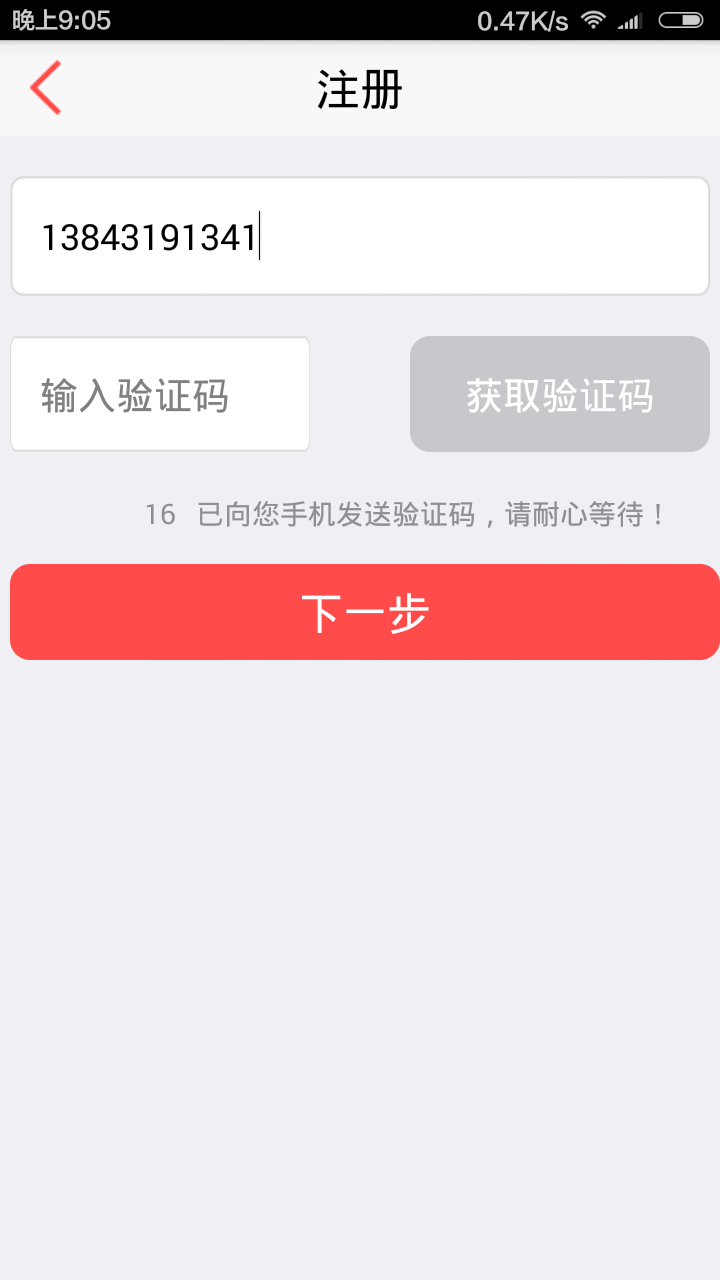 晚上9:05 0.47K/s
注册
13843191341
输入验证码 获取验证码
16 已向您手机发送验证码，请耐心等待！
下一步